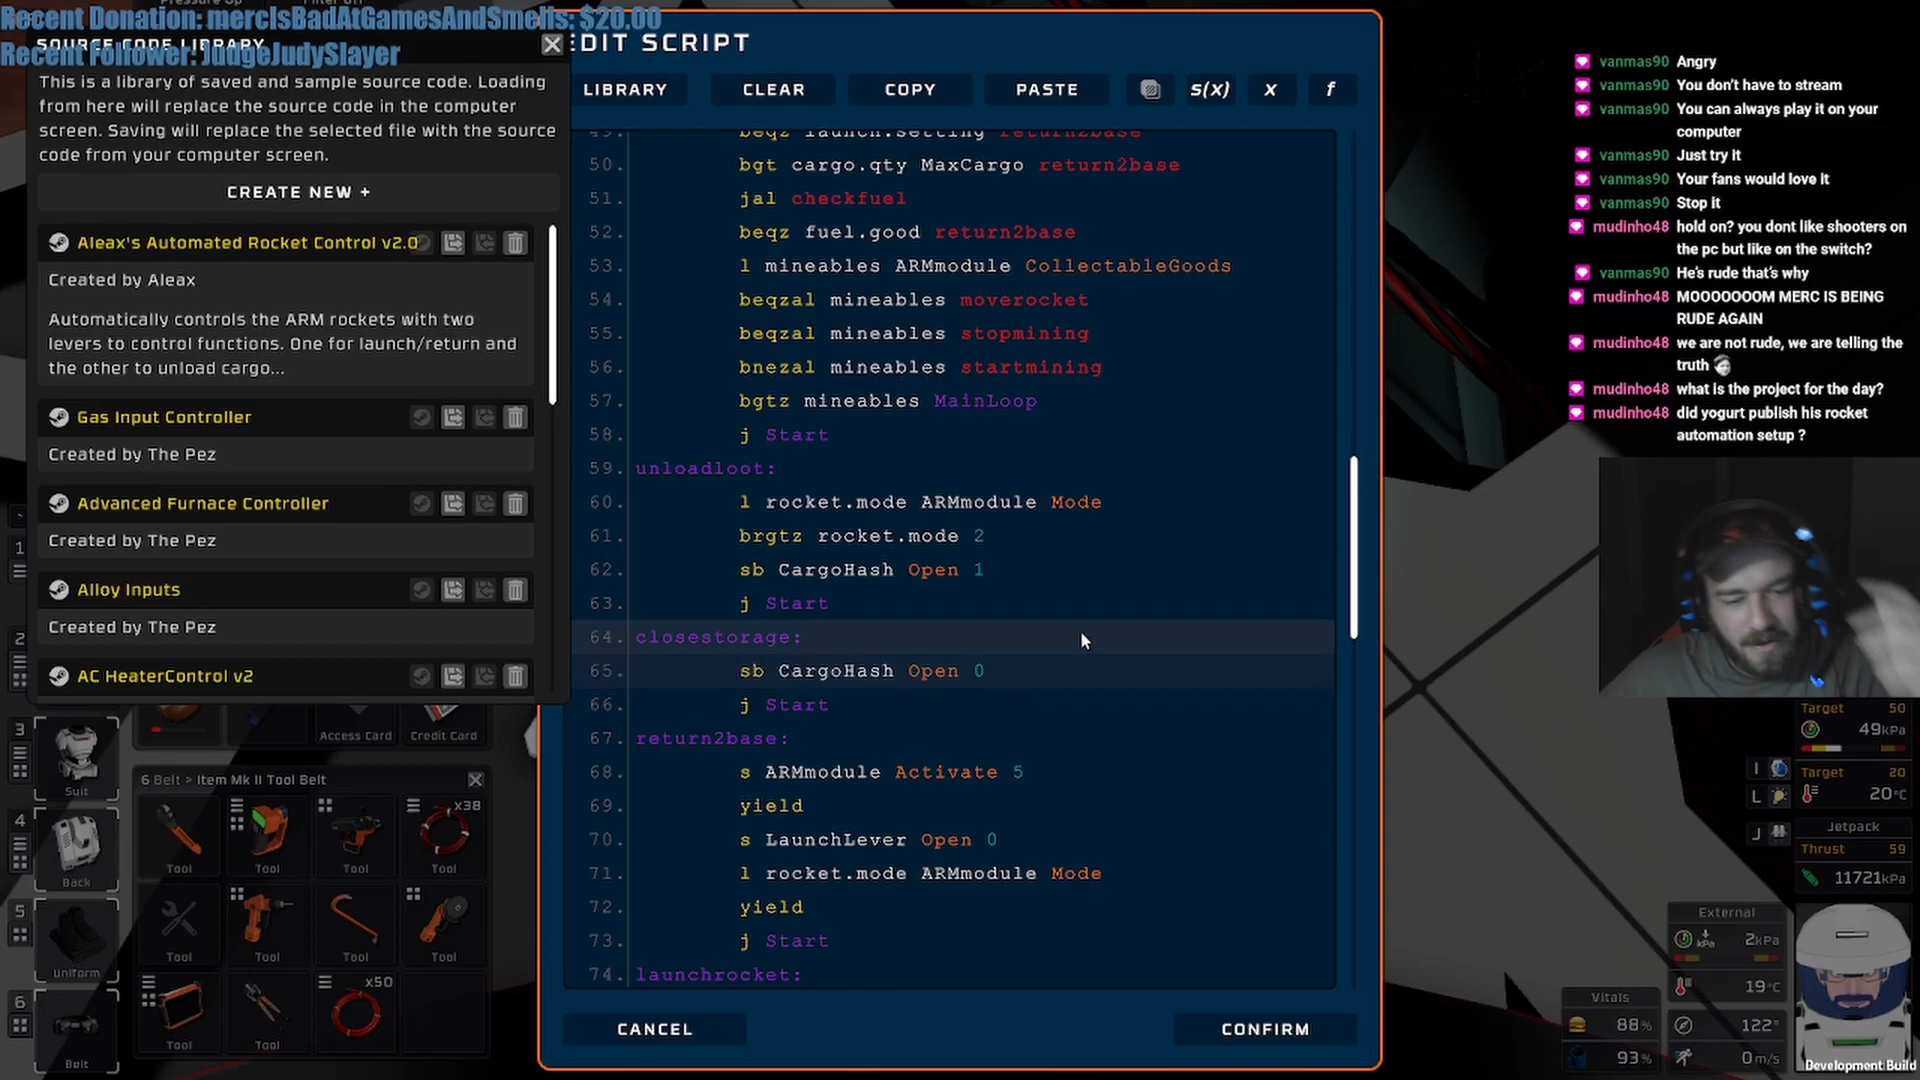 Recent Donation: mercIsBadAtGamesAndSmells: $20.00
Recent Follower: JudgeJudySlayer
SOURCE CODE LIBRARY
This is a library of saved and sample source code. Loading
from here will replace the source code in the computer
screen. Saving will replace the selected file with the source
code from your computer screen.
CREATE NEW +
Aleax's Automated Rocket Control v2.0
Created by Aleax
Automatically controls the ARM rockets with two
levers to control functions. One for launch/return and
the other to unload cargo...
Gas Input Controller
Created by The Pez
Advanced Furnace Controller
Created by The Pez
Alloy Inputs
Created by The Pez
AC HeaterControl v2
EDIT SCRIPT
LIBRARY
CLEAR
COPY
PASTE
s(x)
x
f
49. beqz launch.setting return2base
50. bgt cargo.qty MaxCargo return2base
51. jal checkfuel
52. beqz fuel.good return2base
53. l mineables ARMmodule CollectableGoods
54. beqzal mineables moverocket
55. beqzal mineables stopmining
56. bnezal mineables startmining
57. bgtz mineables MainLoop
58. j Start
59. unloadloot:
60. l rocket.mode ARMmodule Mode
61. brgtz rocket.mode 2
62. sb CargoHash Open 1
63. j Start
64. closestorage:
65. sb CargoHash Open 0
66. j Start
67. return2base:
68. s ARMmodule Activate 5
69. yield
70. s LaunchLever Open 0
71. l rocket.mode ARMmodule Mode
72. yield
73. j Start
74. launchrocket:
CANCEL
CONFIRM
vanmas90 Angry
vanmas90 You don't have to stream
vanmas90 You can always play it on your
computer
vanmas90 Just try it
vanmas90 Your fans would love it
vanmas90 Stop it
mudinho48 hold on? you dont like shooters on
the pc but like on the switch?
vanmas90 He's rude that's why
mudinho48 MOOOOOOM MERC IS BEING
RUDE AGAIN
mudinho48 we are not rude, we are telling the
truth
mudinho48 what is the project for the day?
mudinho48 did yogurt publish his rocket
automation setup ?
Access Card
Credit Card
6 Belt > Item Mk II Tool Belt
x38
Tool
Tool
Tool
Tool
Tool
Tool
Tool
Tool
x50
Tool
Tool
Tool
1
2
3
Suit
4
Back
5
Uniform
6
Belt
Target 50
49kPa
Target 20
20°C
I
L
J
Jetpack
Thrust 59
11721kPa
External
kPa
2kPa
19°C
Vitals
88%
122°
93%
0m/s
Development Build